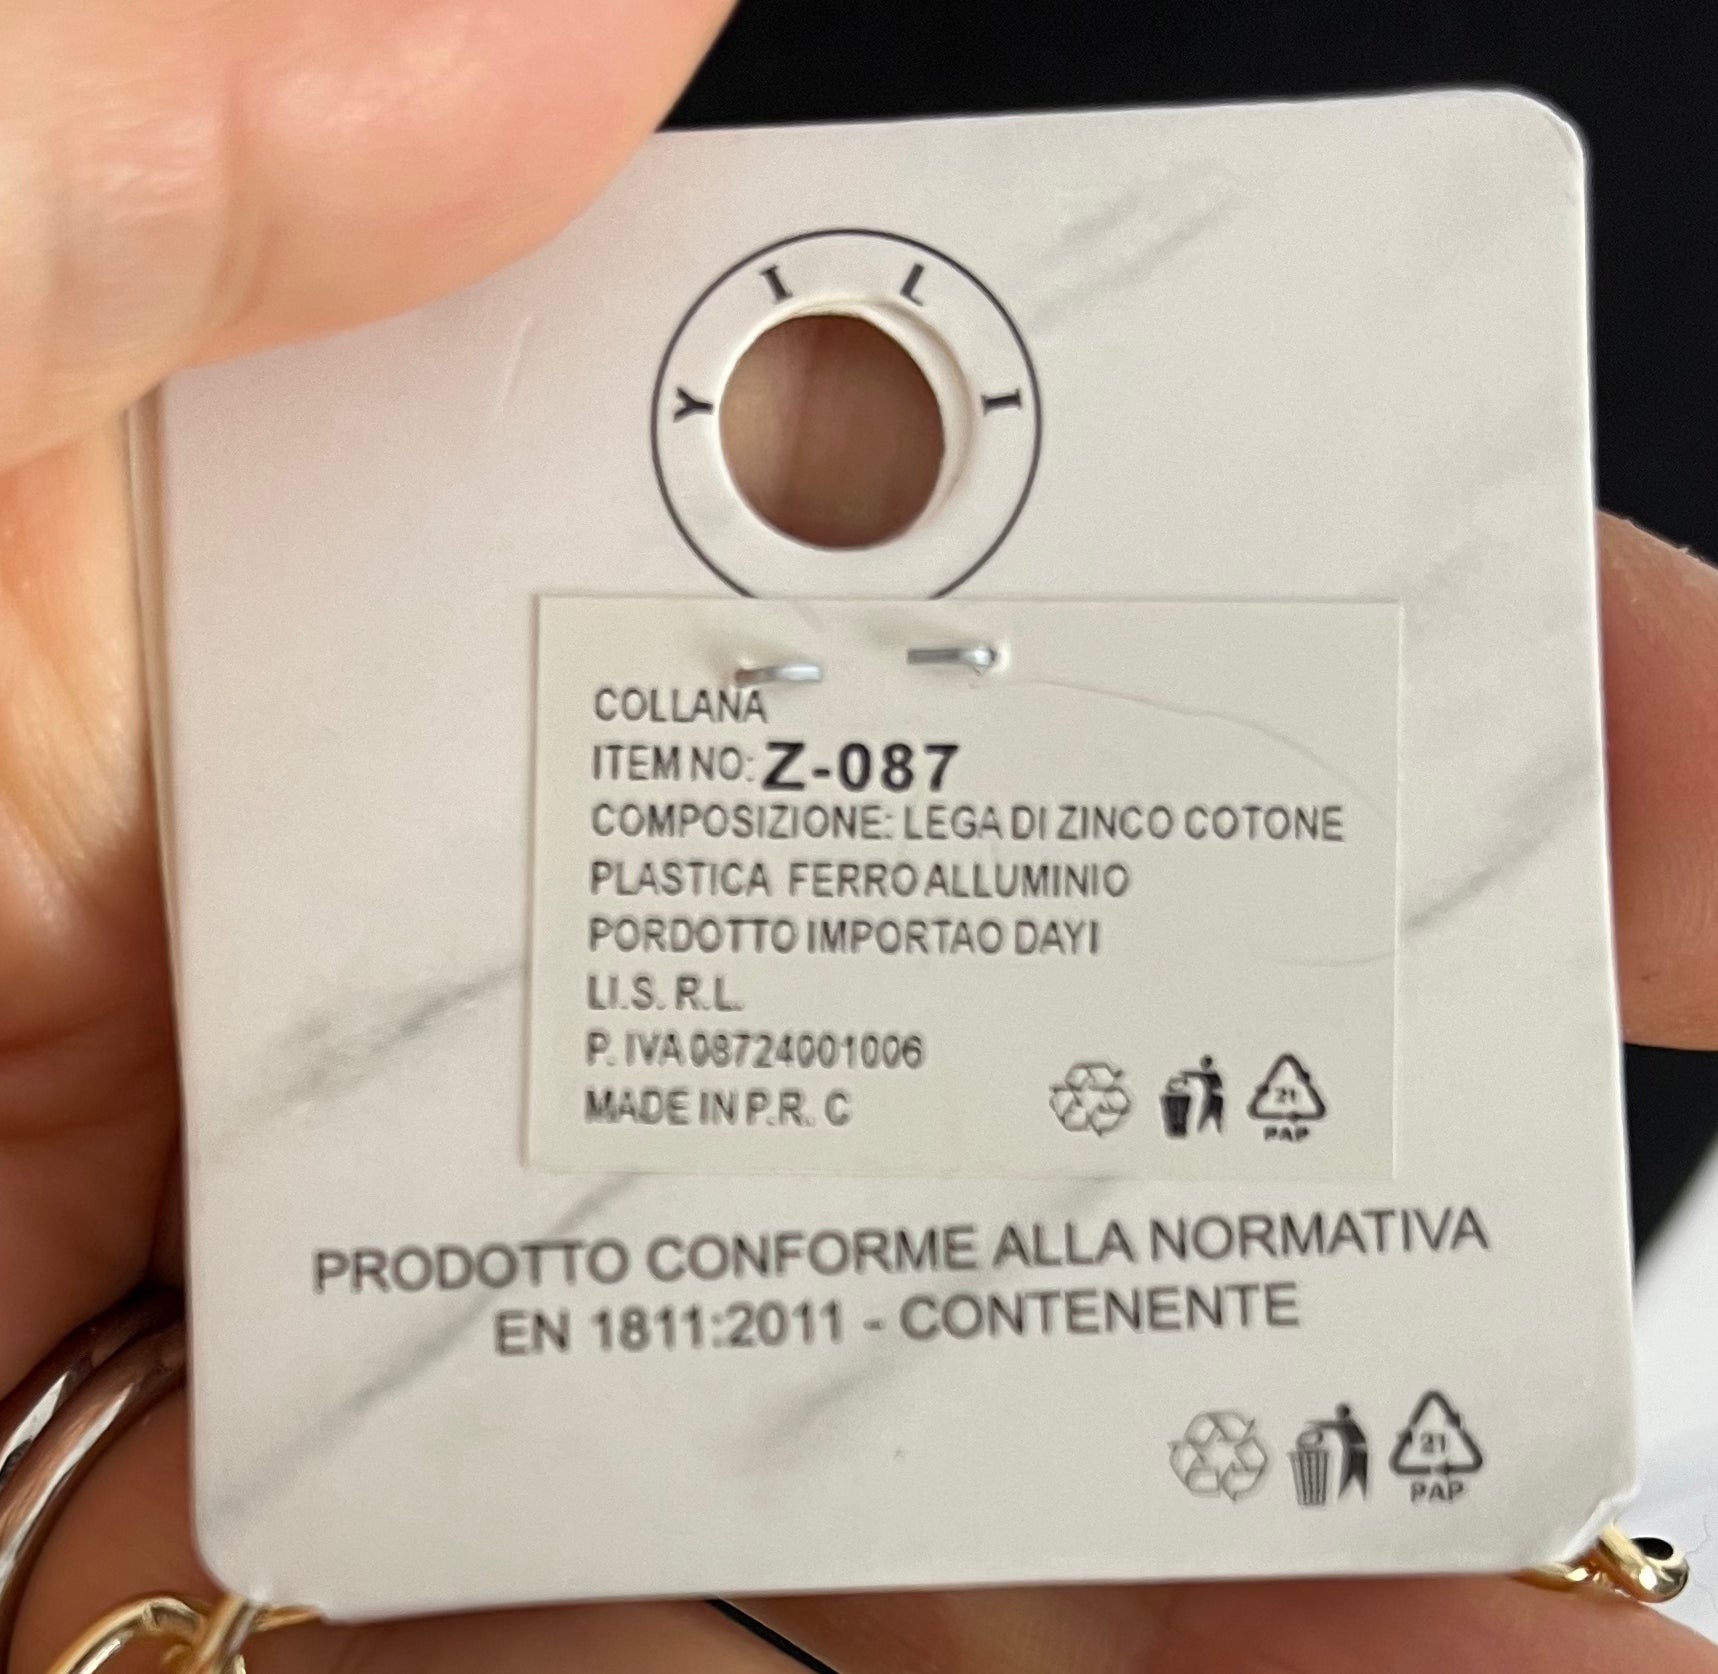 YILI
COLLANA
ITEM NO: Z-087
COMPOSIZIONE: LEGA DI ZINCO COTONE
PLASTICA FERRO ALLUMINIO
PORDOTTO IMPORTAO DAYI
LI.S. R.L.
P. IVA 08724001006
MADE IN P.R. C
21
PAP
PRODOTTO CONFORME ALLA NORMATIVA
EN 1811:2011 - CONTENENTE
21
PAP